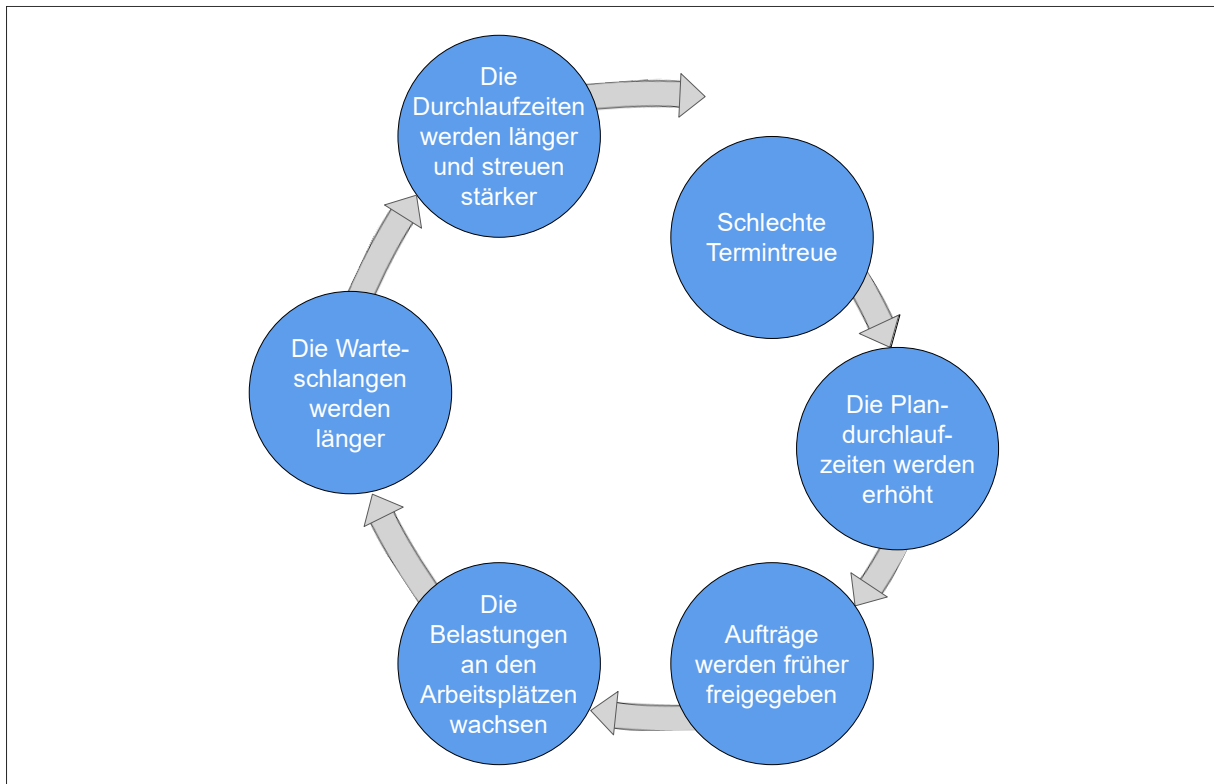 Die
Durchlaufzeiten
werden länger
und streuen
stärker
Schlechte
Termintreue
Die Plan-
durchlauf-
zeiten werden
erhöht
Aufträge
werden früher
freigegeben
Die
Belastungen
an den
Arbeitsplätzen
wachsen
Die Warte-
schlangen
werden
länger